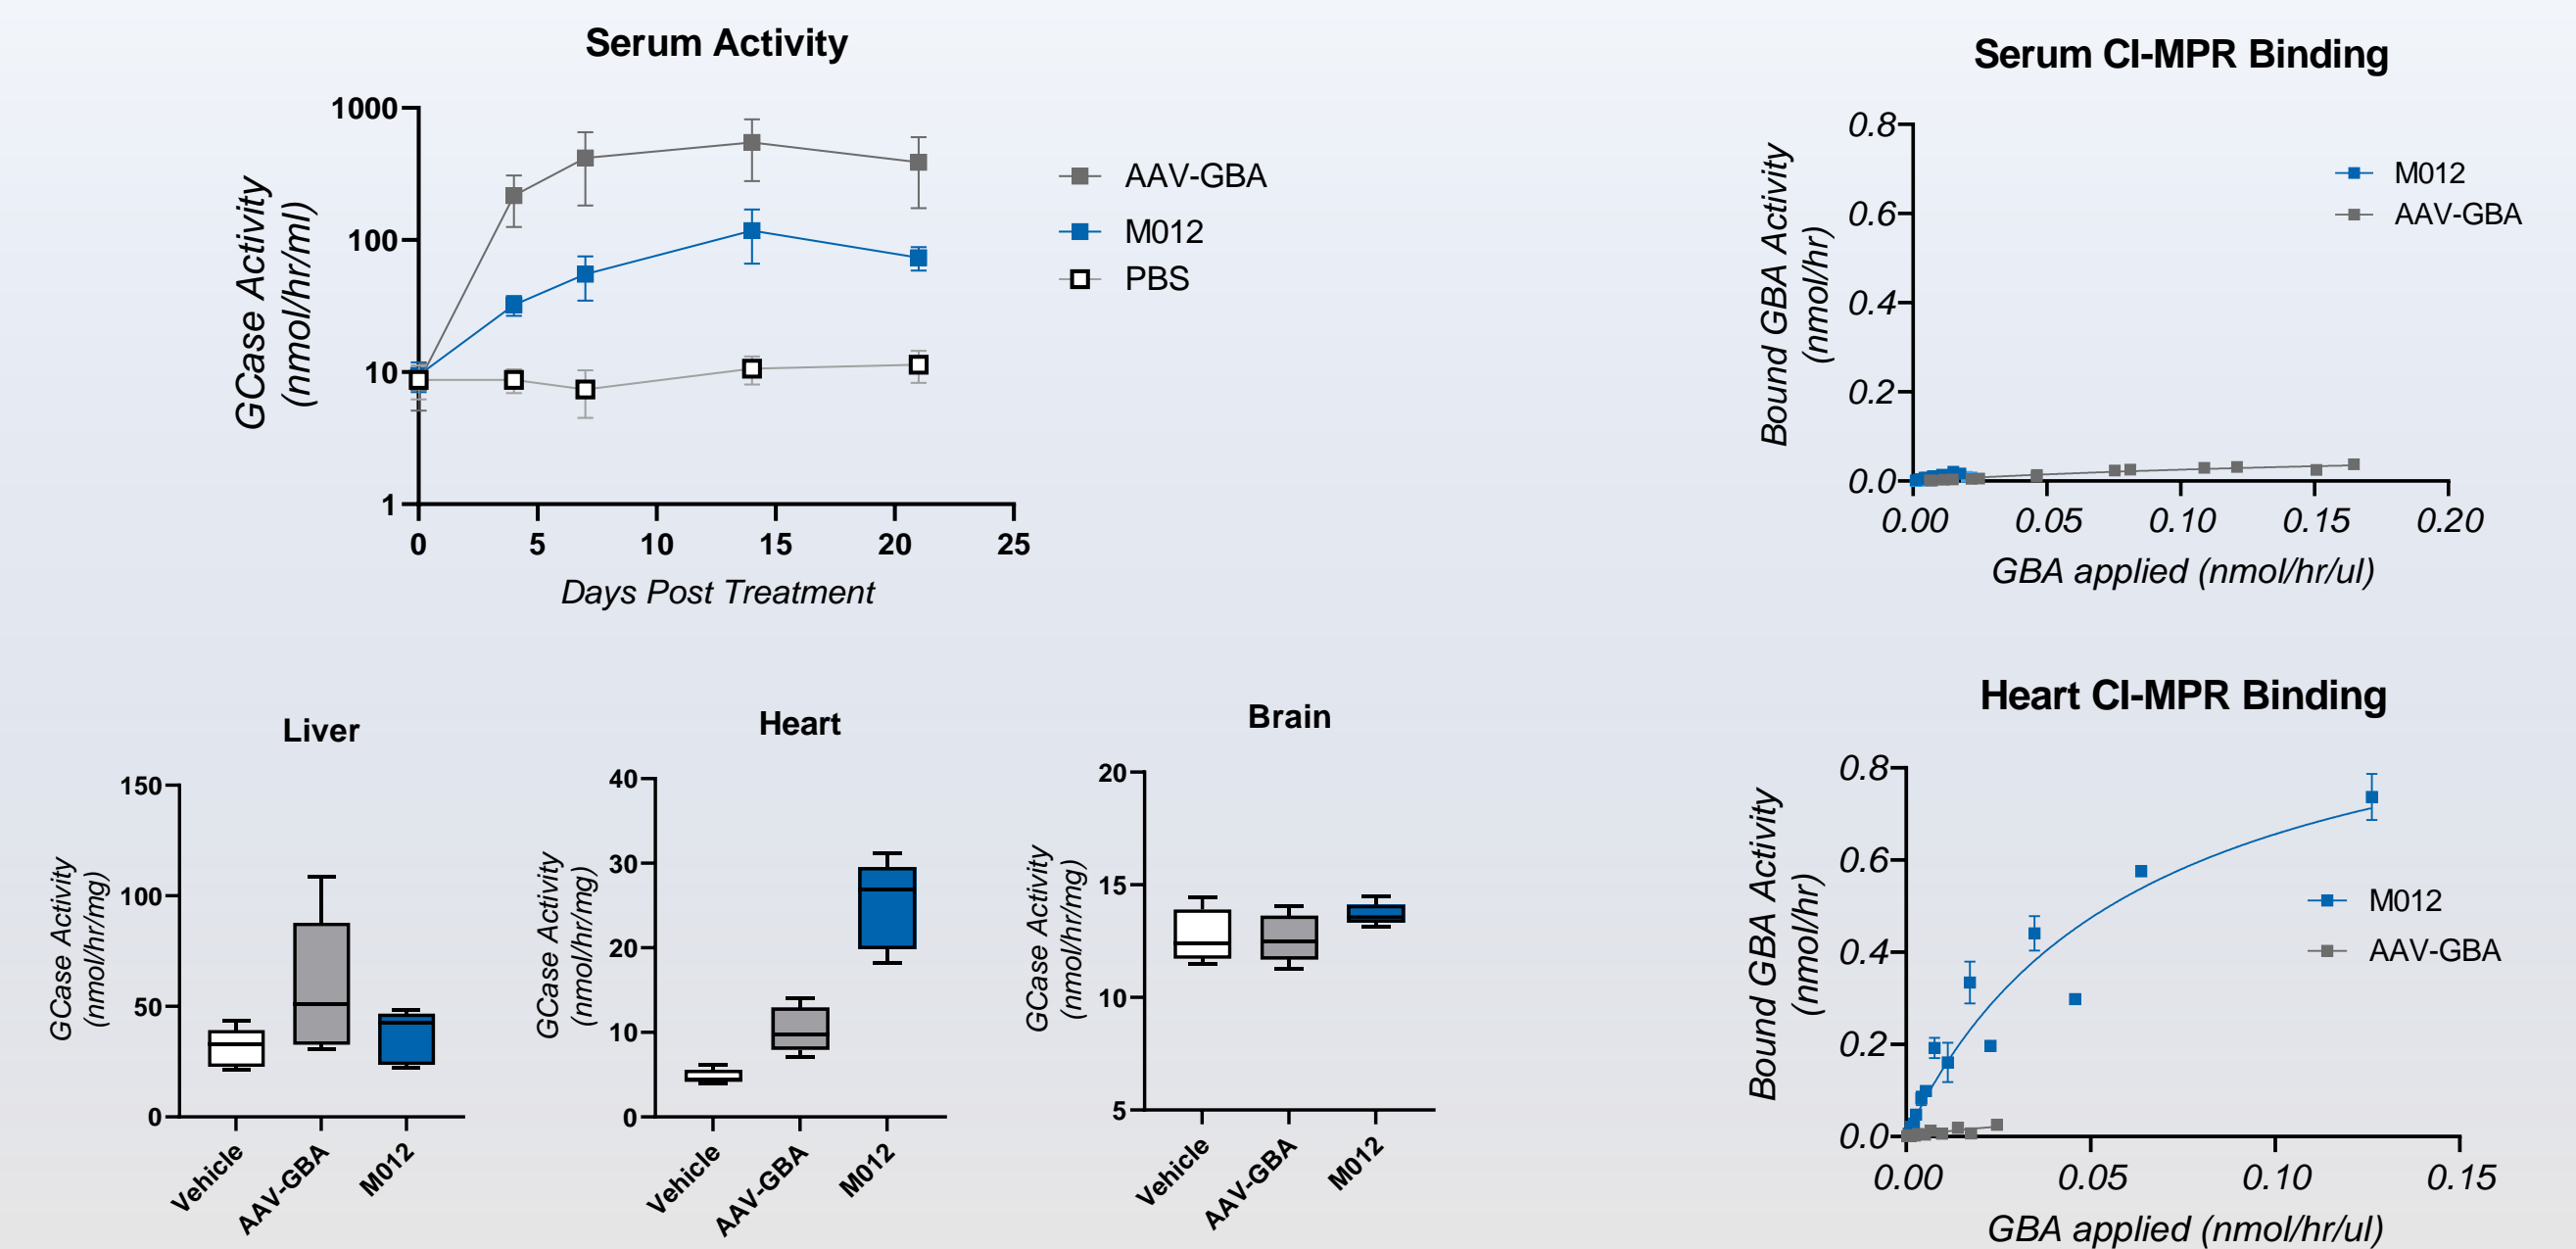 Serum Activity
GCase Activity
(nmol/hr/ml)
1000
100
10
1
0 5 10 15 20 25
Days Post Treatment
AAV-GBA
M012
PBS
Serum CI-MPR Binding
Bound GBA Activity
(nmol/hr)
0.8
0.6
0.4
0.2
0.0
0.00 0.05 0.10 0.15 0.20
GBA applied (nmol/hr/ul)
M012
AAV-GBA
Liver
GCase Activity
(nmol/hr/mg)
150
100
50
0
Vehicle
AAV-GBA
M012
Heart
GCase Activity
(nmol/hr/mg)
40
30
20
10
0
Vehicle
AAV-GBA
M012
Brain
GCase Activity
(nmol/hr/mg)
20
15
10
5
Vehicle
AAV-GBA
M012
Heart CI-MPR Binding
Bound GBA Activity
(nmol/hr)
0.8
0.6
0.4
0.2
0.0
0.00 0.05 0.10 0.15
GBA applied (nmol/hr/ul)
M012
AAV-GBA